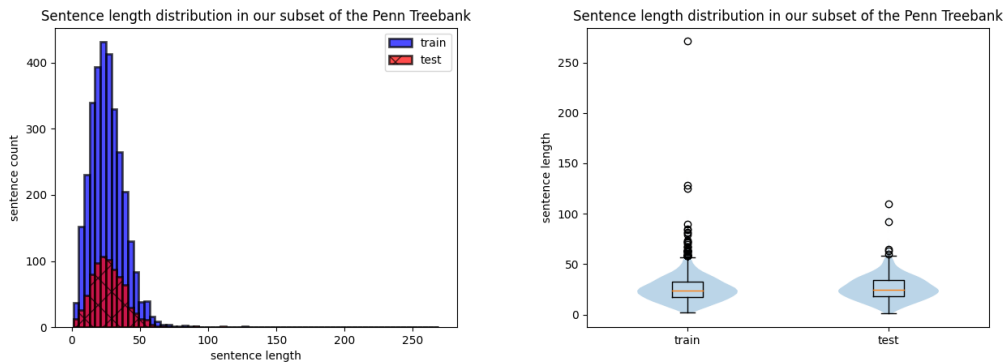 Sentence length distribution in our subset of the Penn Treebank
sentence count
400
300
200
100
0
train
test
0
50
100
150
200
250
sentence length
Sentence length distribution in our subset of the Penn Treebank
sentence length
250
200
150
100
50
0
train
test